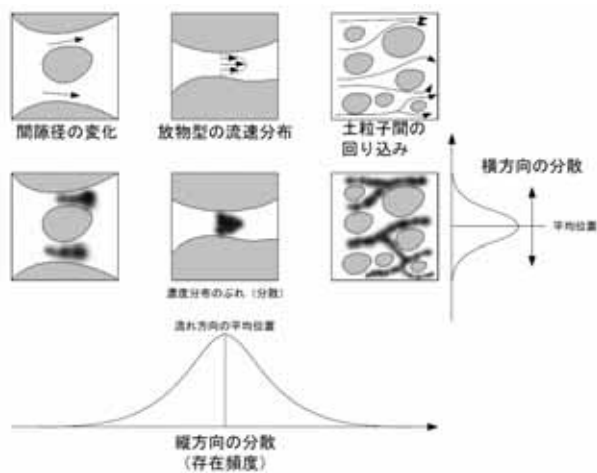 間隙径の変化
放物型の流速分布
土粒子間の
回り込み
横方向の分散
平均位置
濃度分布のぶれ(分散)
流れ方向の平均位置
縦方向の分散
(存在頻度)